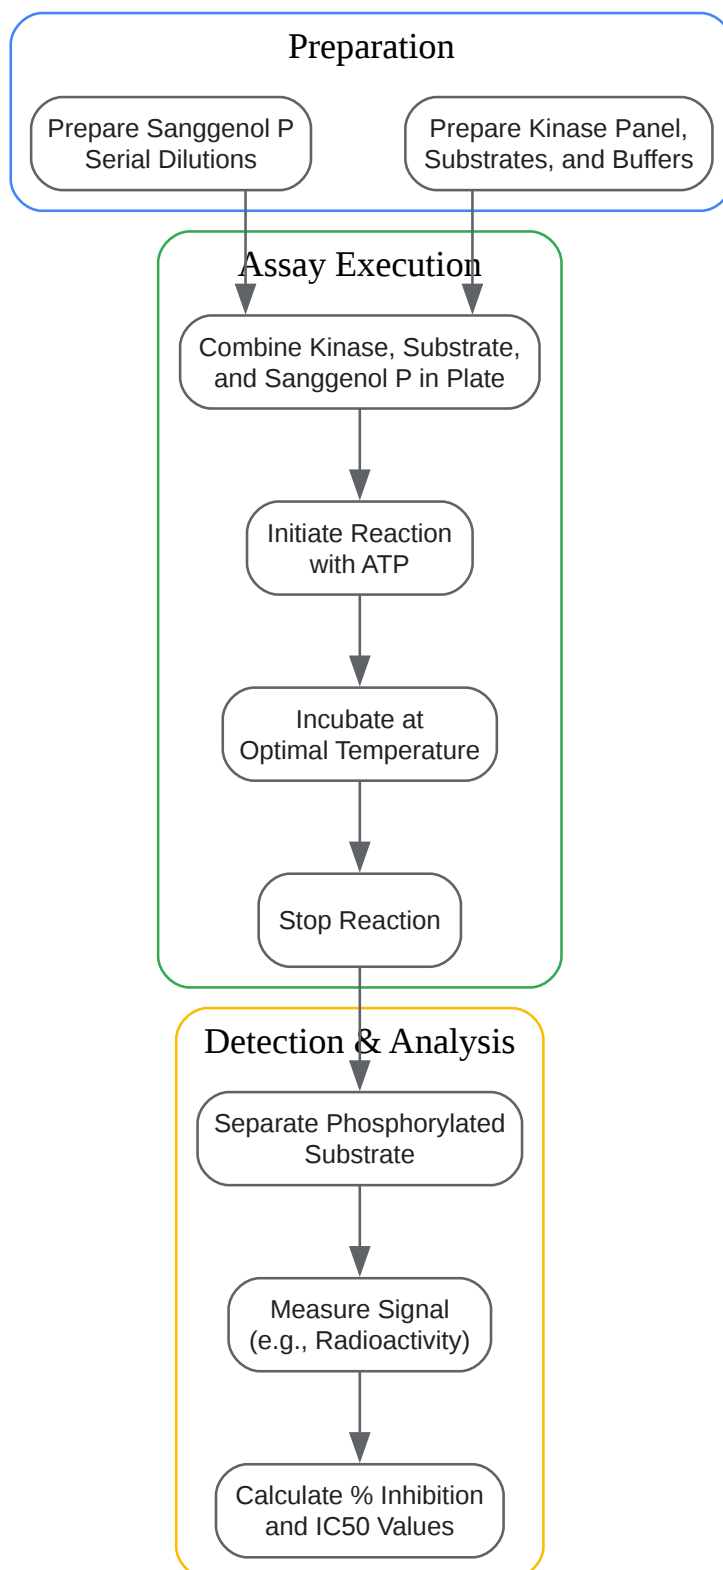 Preparation
Prepare Sanggenol P
Serial Dilutions
Prepare Kinase Panel,
Substrates, and Buffers
Assay Execution
Combine Kinase, Substrate,
and Sanggenol P in Plate
Initiate Reaction
with ATP
Incubate at
Optimal Temperature
Stop Reaction
Detection & Analysis
Separate Phosphorylated
Substrate
Measure Signal
(e.g., Radioactivity)
Calculate % Inhibition
and IC50 Values